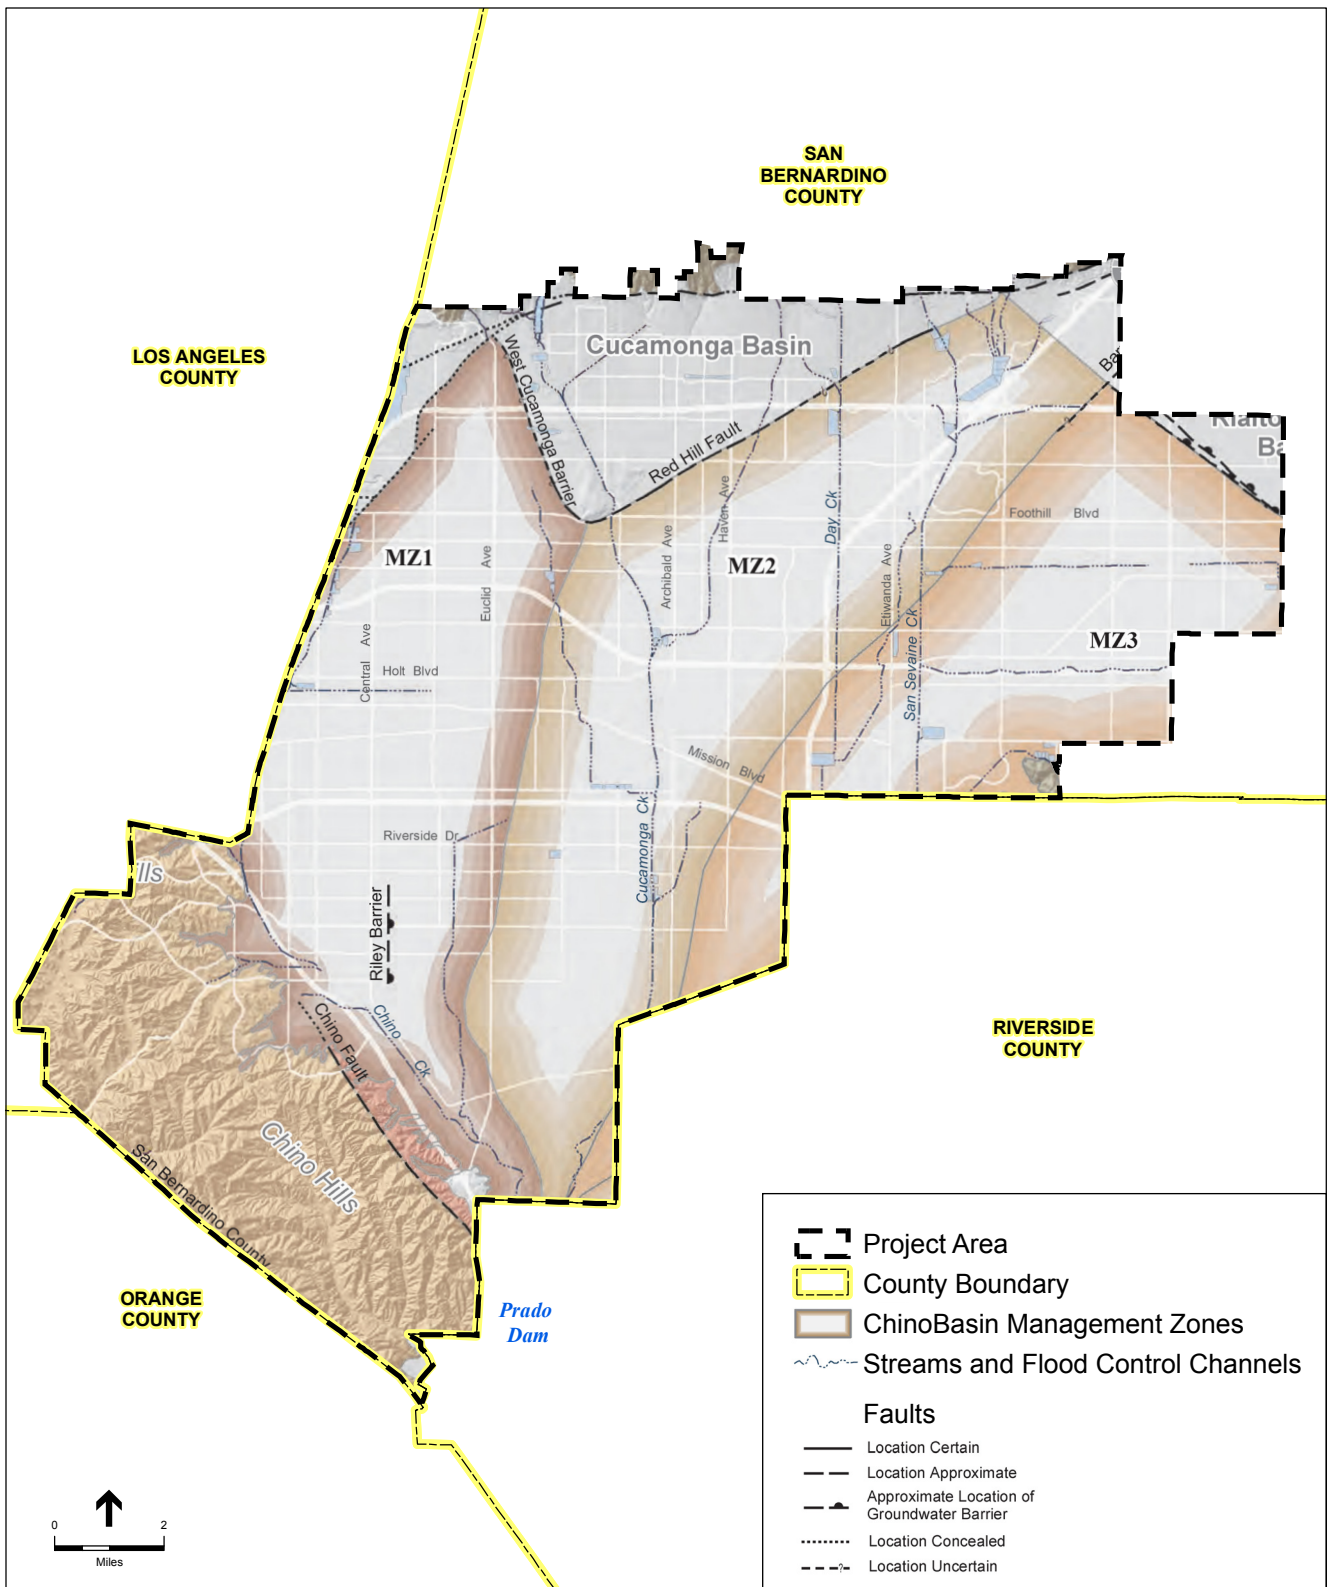 SAN
BERNARDINO
COUNTY
LOS ANGELES
COUNTY
Cucamonga Basin
West Cucamonga Barrier
Red Hill Fault
Bar
Rialto
Ba
Foothill Blvd
MZ1
MZ2
MZ3
Euclid Ave
Archibald Ave
Haven Ave
Day Ck
Etiwanda Ave
San Sevaine Ck
Central Ave
Holt Blvd
Mission Blvd
Cucamonga Ck
Riverside Dr
Riley Barrier
ills
Chino Fault
Chino Ck
Chino Hills
San Bernardino County
RIVERSIDE
COUNTY
ORANGE
COUNTY
Prado
Dam
Project Area
County Boundary
ChinoBasin Management Zones
Streams and Flood Control Channels
Faults
Location Certain
Location Approximate
Approximate Location of
Groundwater Barrier
Location Concealed
?
Location Uncertain
0 2
Miles